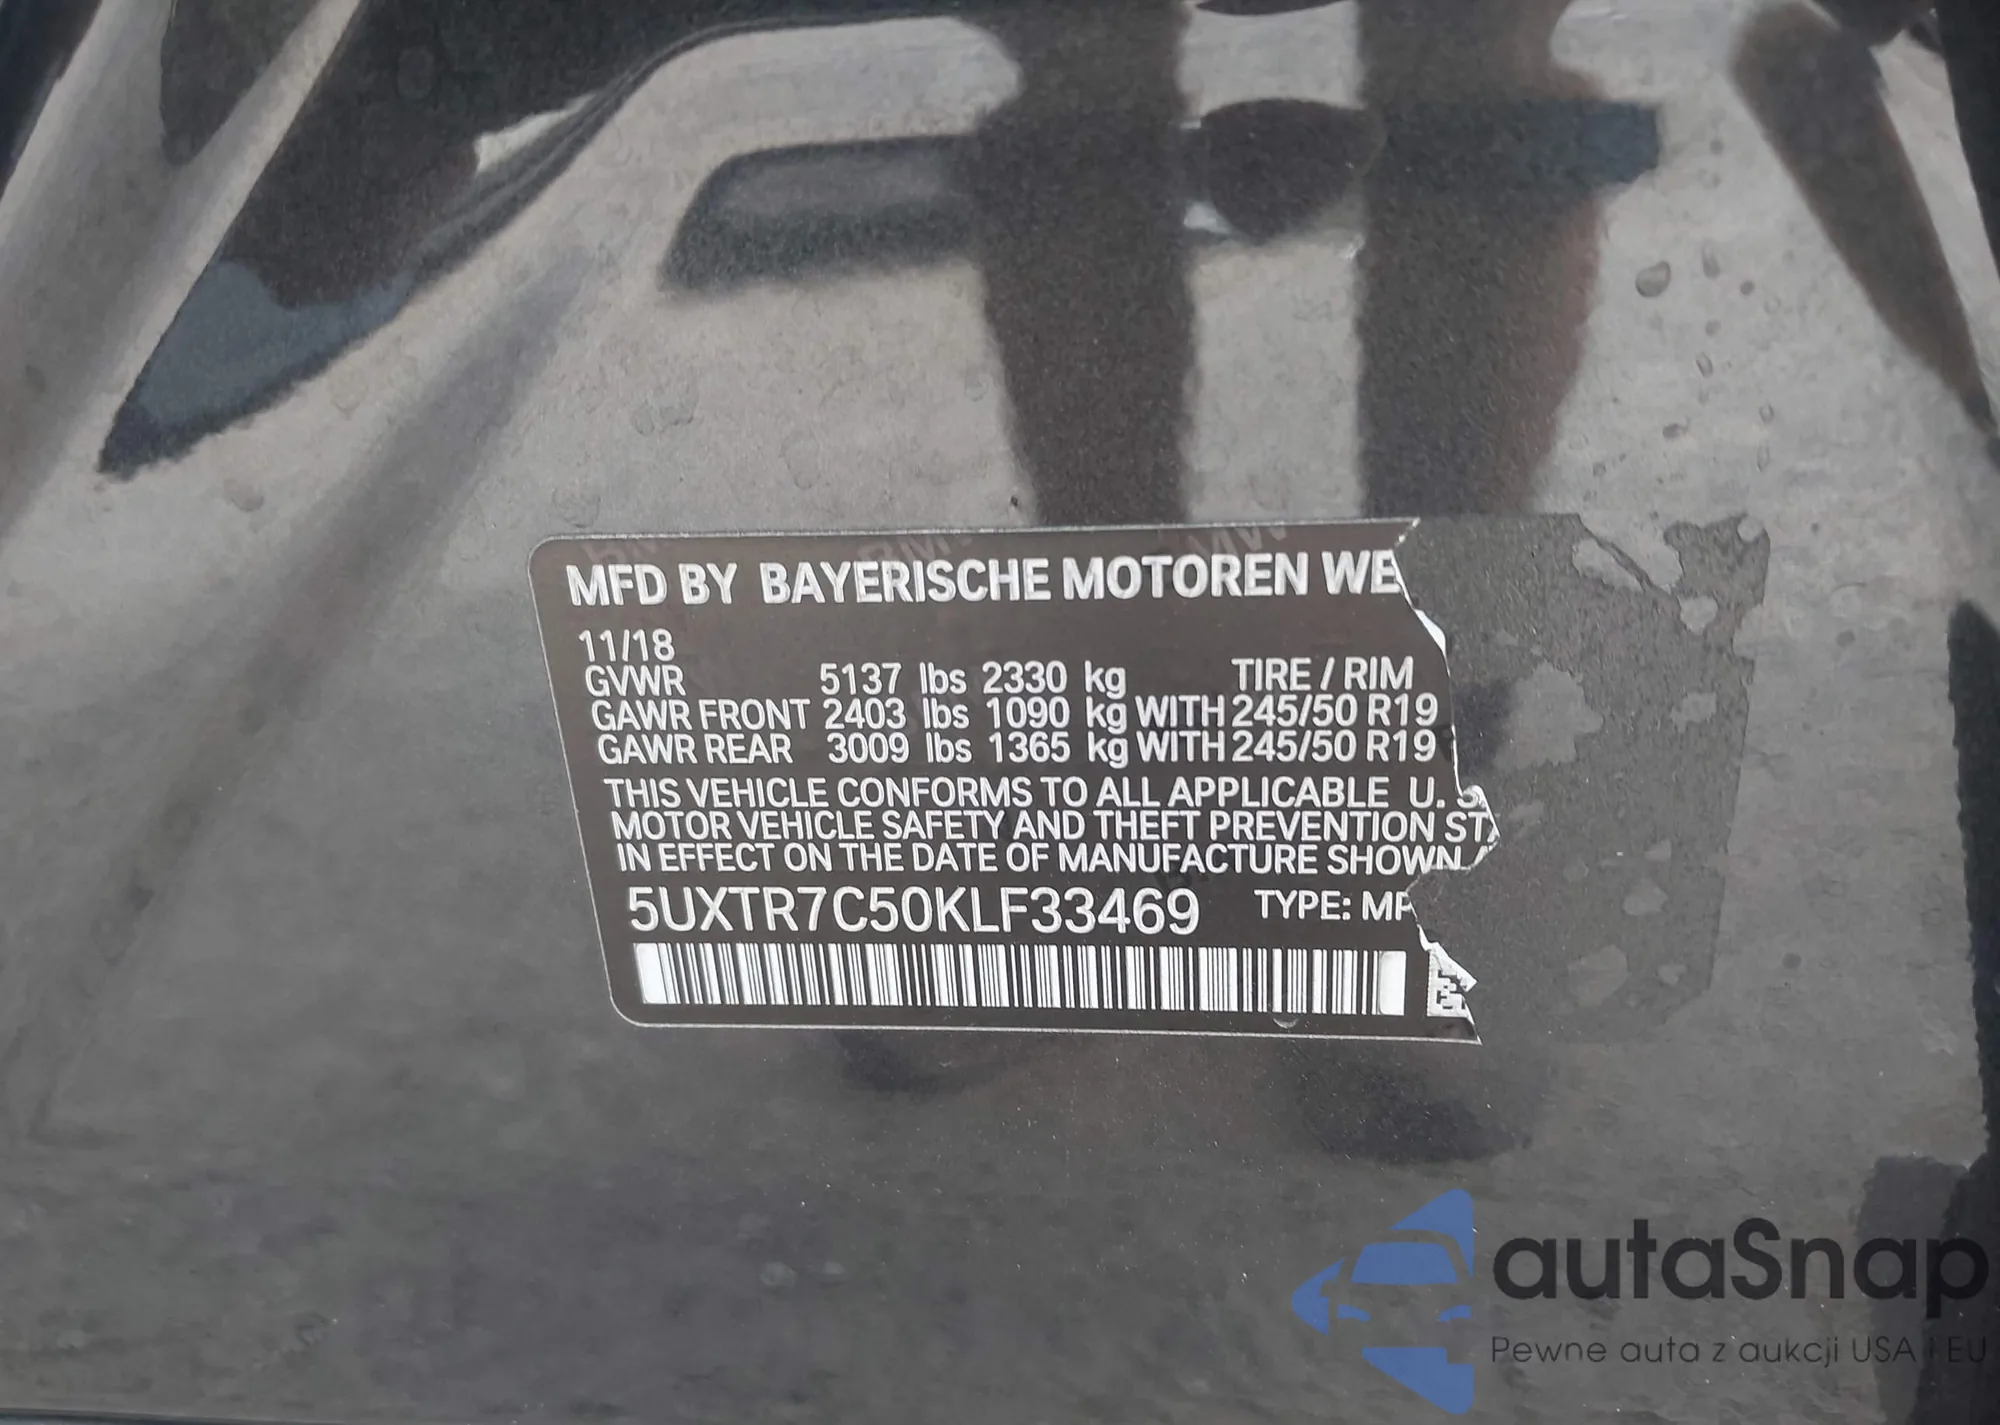 MFD BY BAYERISCHE MOTOREN WE
11/18
GVWR 5137 lbs 2330 kg TIRE / RIM
GAWR FRONT 2403 lbs 1090 kg WITH 245/50 R19
GAWR REAR 3009 lbs 1365 kg WITH 245/50 R19
THIS VEHICLE CONFORMS TO ALL APPLICABLE U. S
MOTOR VEHICLE SAFETY AND THEFT PREVENTION STA
IN EFFECT ON THE DATE OF MANUFACTURE SHOWN
5UXTR7C50KLF33469 TYPE: MP
autaSnap
Pewne auta z aukcji USA i EU